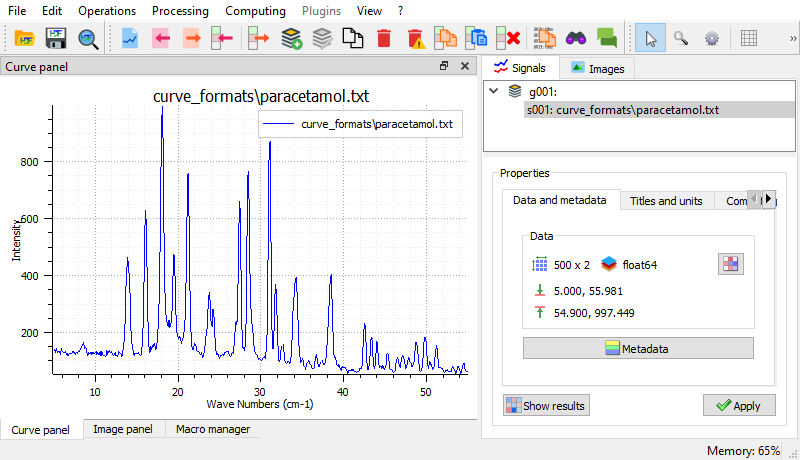 File Edit Operations Processing Computing Plugins View ?
Curve panel
curve_formats\paracetamol.txt
curve_formats\paracetamol.txt
800
600
400
200
Intensity
10 20 30 40 50
Wave Numbers (cm-1)
Curve panel Image panel Macro manager
Signals Images
g001:
s001: curve_formats\paracetamol.txt
Properties
Data and metadata Titles and units
Data
500 x 2 float64
5.000, 55.981
54.900, 997.449
Metadata
Show results Apply
Memory: 65%